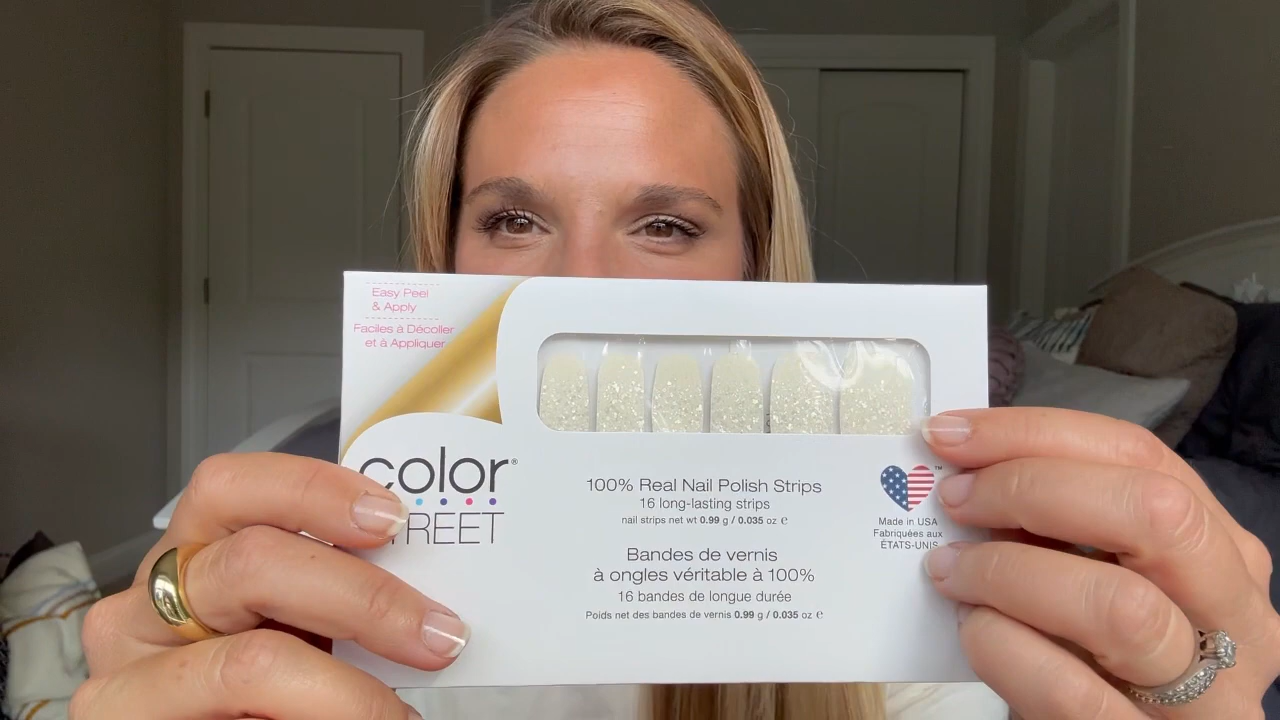 Easy Peel
& Apply
Faciles à Décoller
et à Appliquer
color®
TREET
100% Real Nail Polish Strips
16 long-lasting strips
nail strips net wt 0.99 g / 0.035 oz e
Bandes de vernis
à ongles véritable à 100%
16 bandes de longue durée
Poids net des bandes de vernis 0.99 g / 0.035 oz e
™
Made in USA
Fabriquées aux
ÉTATS-UNIS